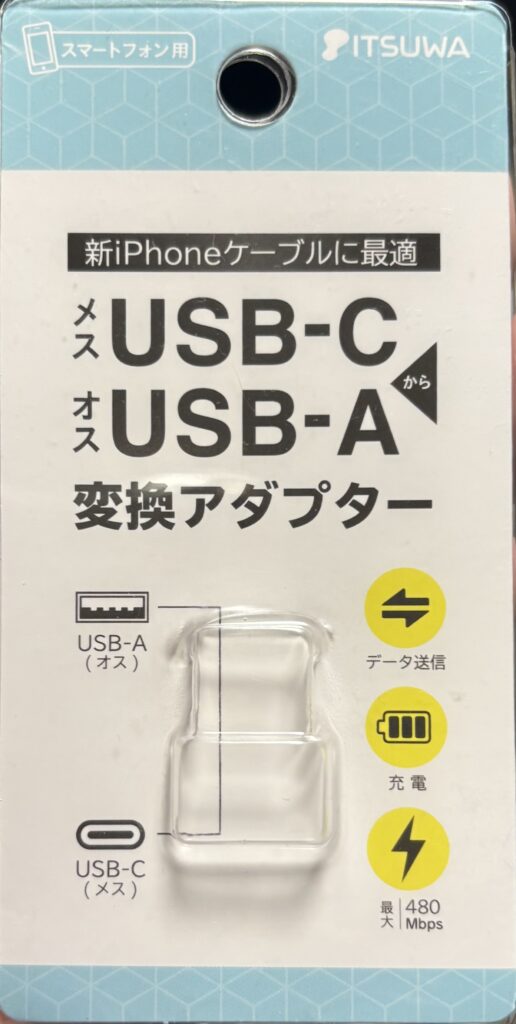 スマートフォン用
ITSUWA
新iPhoneケーブルに最適
メス USB-C
から
オス USB-A
変換アダプター
USB-A
(オス)
データ送信
充電
USB-C
(メス)
最大 480
Mbps